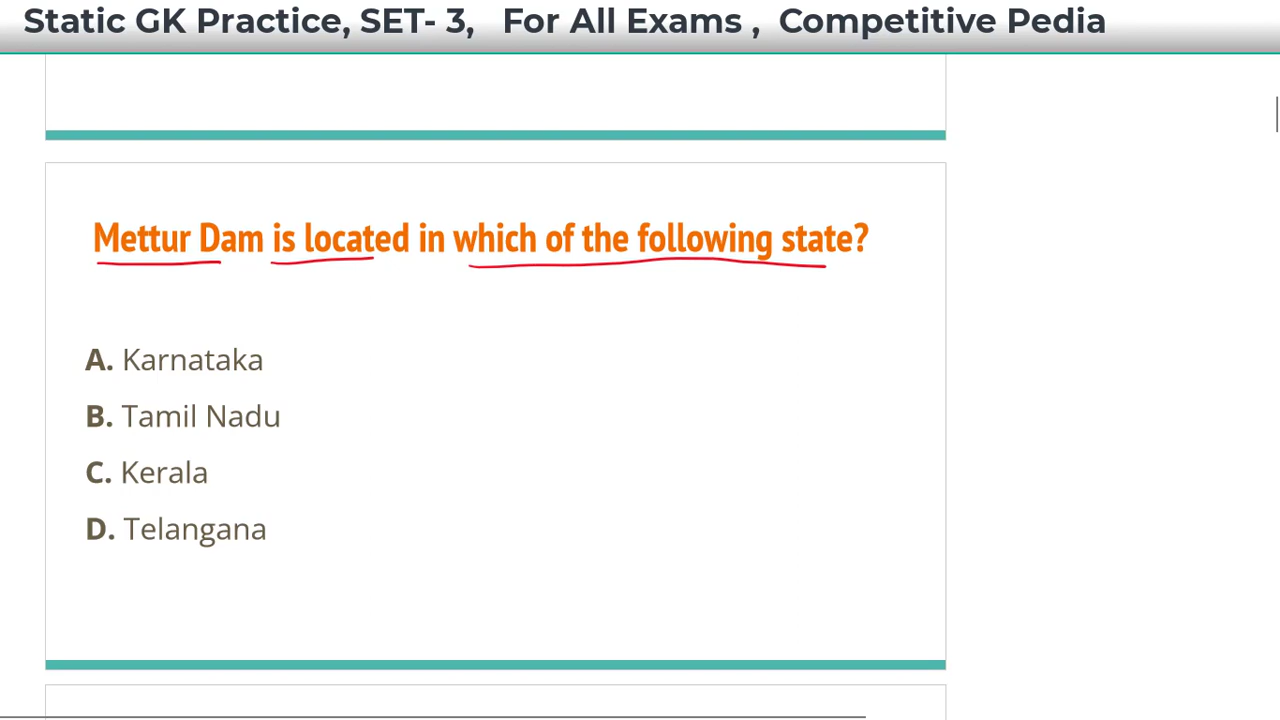 Static GK Practice, SET- 3, For All Exams , Competitive Pedia
Mettur Dam is located in which of the following state?
A. Karnataka
B. Tamil Nadu
C. Kerala
D. Telangana